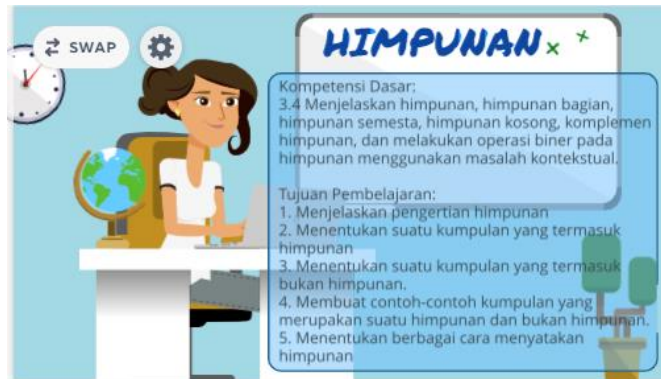 SWAP
HIMPUNAN
Kompetensi Dasar:
3.4 Menjelaskan himpunan, himpunan bagian,
himpunan semesta, himpunan kosong, komplemen
himpunan, dan melakukan operasi biner pada
himpunan menggunakan masalah kontekstual.
Tujuan Pembelajaran:
1. Menjelaskan pengertian himpunan
2. Menentukan suatu kumpulan yang termasuk
himpunan
3. Menentukan suatu kumpulan yang termasuk
bukan himpunan.
4. Membuat contoh-contoh kumpulan yang
merupakan suatu himpunan dan bukan himpunan.
5. Menentukan berbagai cara menyatakan
himpunan